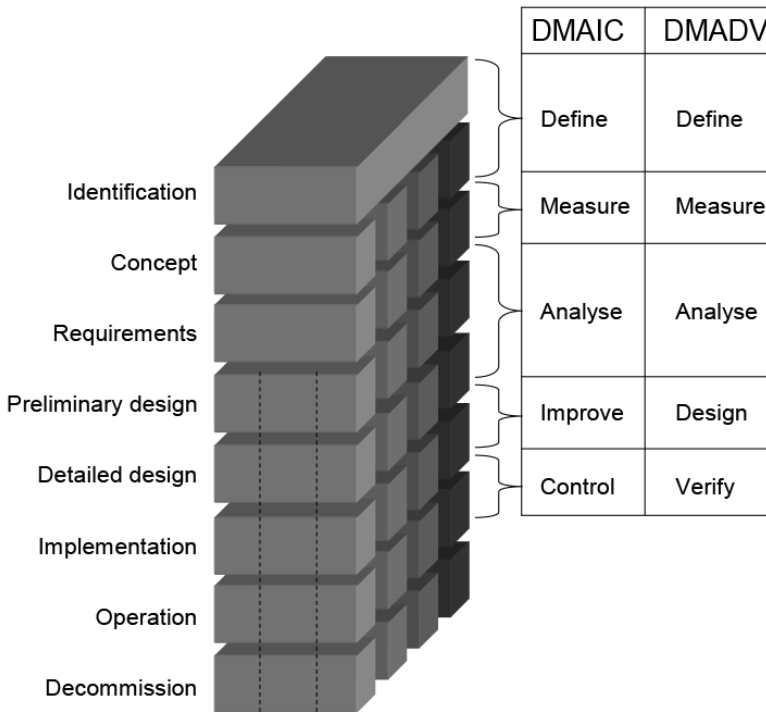 DMAIC DMADV
Define Define
Measure Measure
Analyse Analyse
Improve Design
Control Verify
Identification
Concept
Requirements
Preliminary design
Detailed design
Implementation
Operation
Decommission